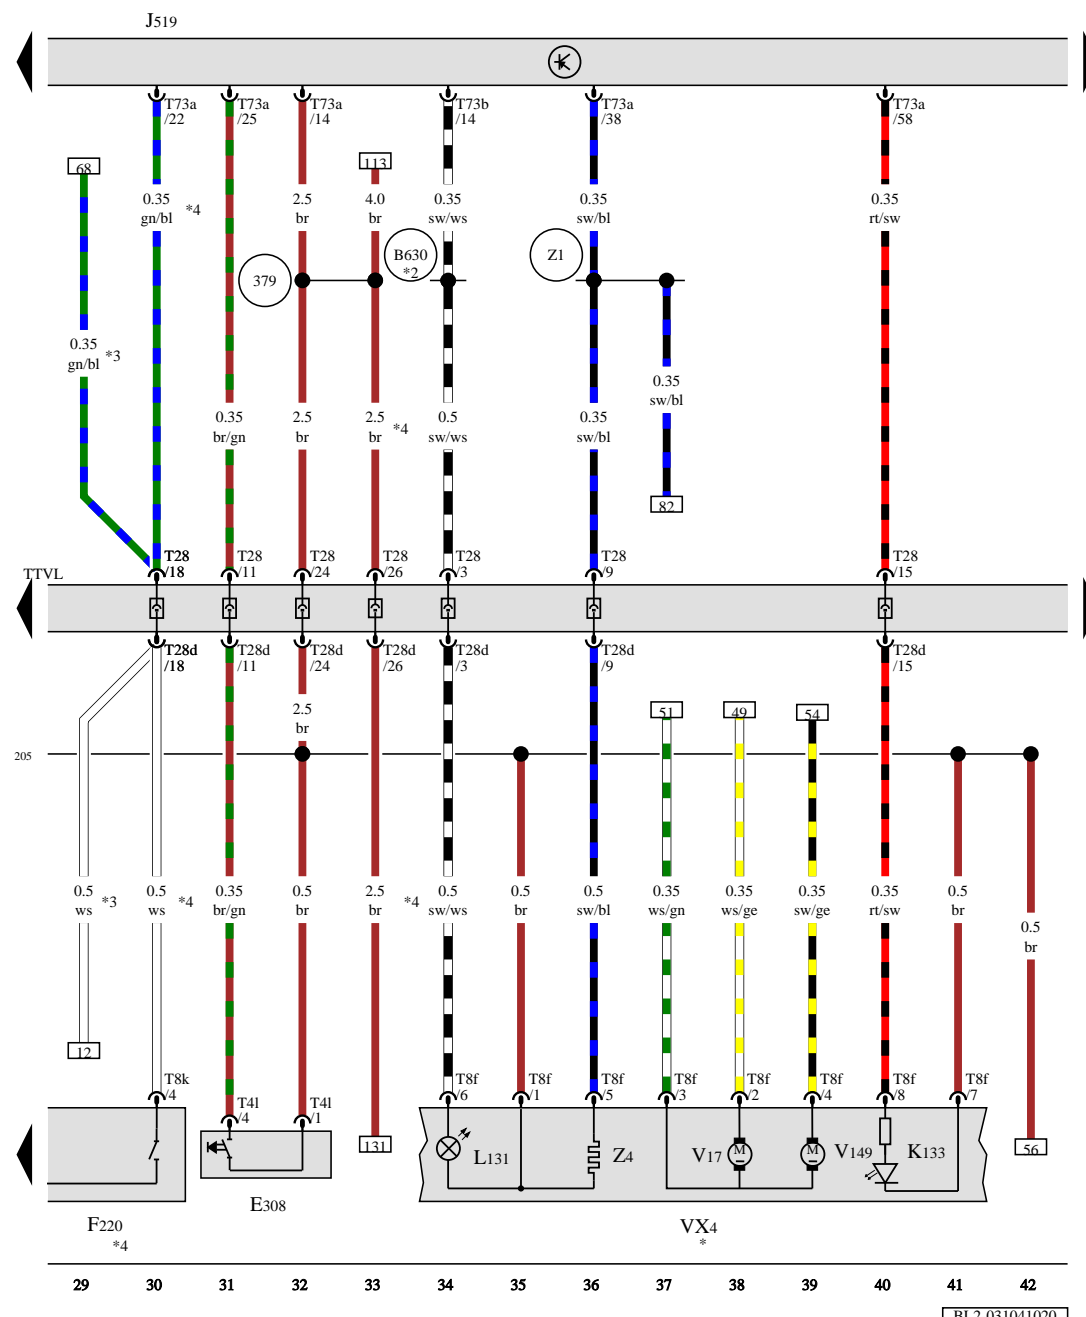 J519
T73a T73a T73a T73b T73a T73a
/22 /25 /14 /14 /38 /58
68 113
0.35 2.5 4.0 0.35 0.35 0.35
gn/bl *4 br br sw/ws sw/bl rt/sw
379 B630 Z1
*2
0.35
gn/bl *3
0.35
sw/bl
0.35 2.5 2.5 0.5 0.35
br/gn br br *4 sw/ws sw/bl
82
T28 T28 T28 T28 T28 T28 T28
TTVL /18 /11 /24 /26 /3 /9 /15
T28d T28d T28d T28d T28d T28d T28d
/18 /11 /24 /26 /3 /9 /15
2.5
br
51 49 54
205
0.5 0.5 0.35 0.5 2.5 0.5 0.5 0.5 0.35 0.35 0.35 0.35 0.5
ws *3 ws *4 br/gn br br *4 sw/ws br sw/bl ws/gn ws/ge sw/ge rt/sw br
0.5
br
12
T8k T8f T8f T8f T8f T8f T8f T8f T8f
/4 /6 /1 /5 /3 /2 /4 /8 /7
T4l T4l
/4 /1
131 56
L131 Z4 V17 M M V149 K133
E308
F220 VX4
*4 *
29 30 31 32 33 34 35 36 37 38 39 40 41 42
BL2-031041020